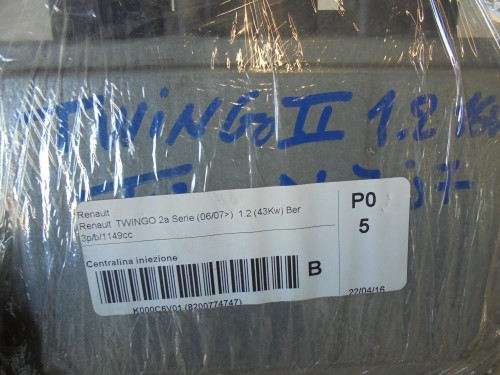 TWINGO II 1.2
Renault
Renault TWINGO 2a Serie (06/07>) 1.2 (43Kw) Ber
3p/b/1149cc
Centralina iniezione
B
K000C6V01 (8200774747)
P0
5
22/04/16